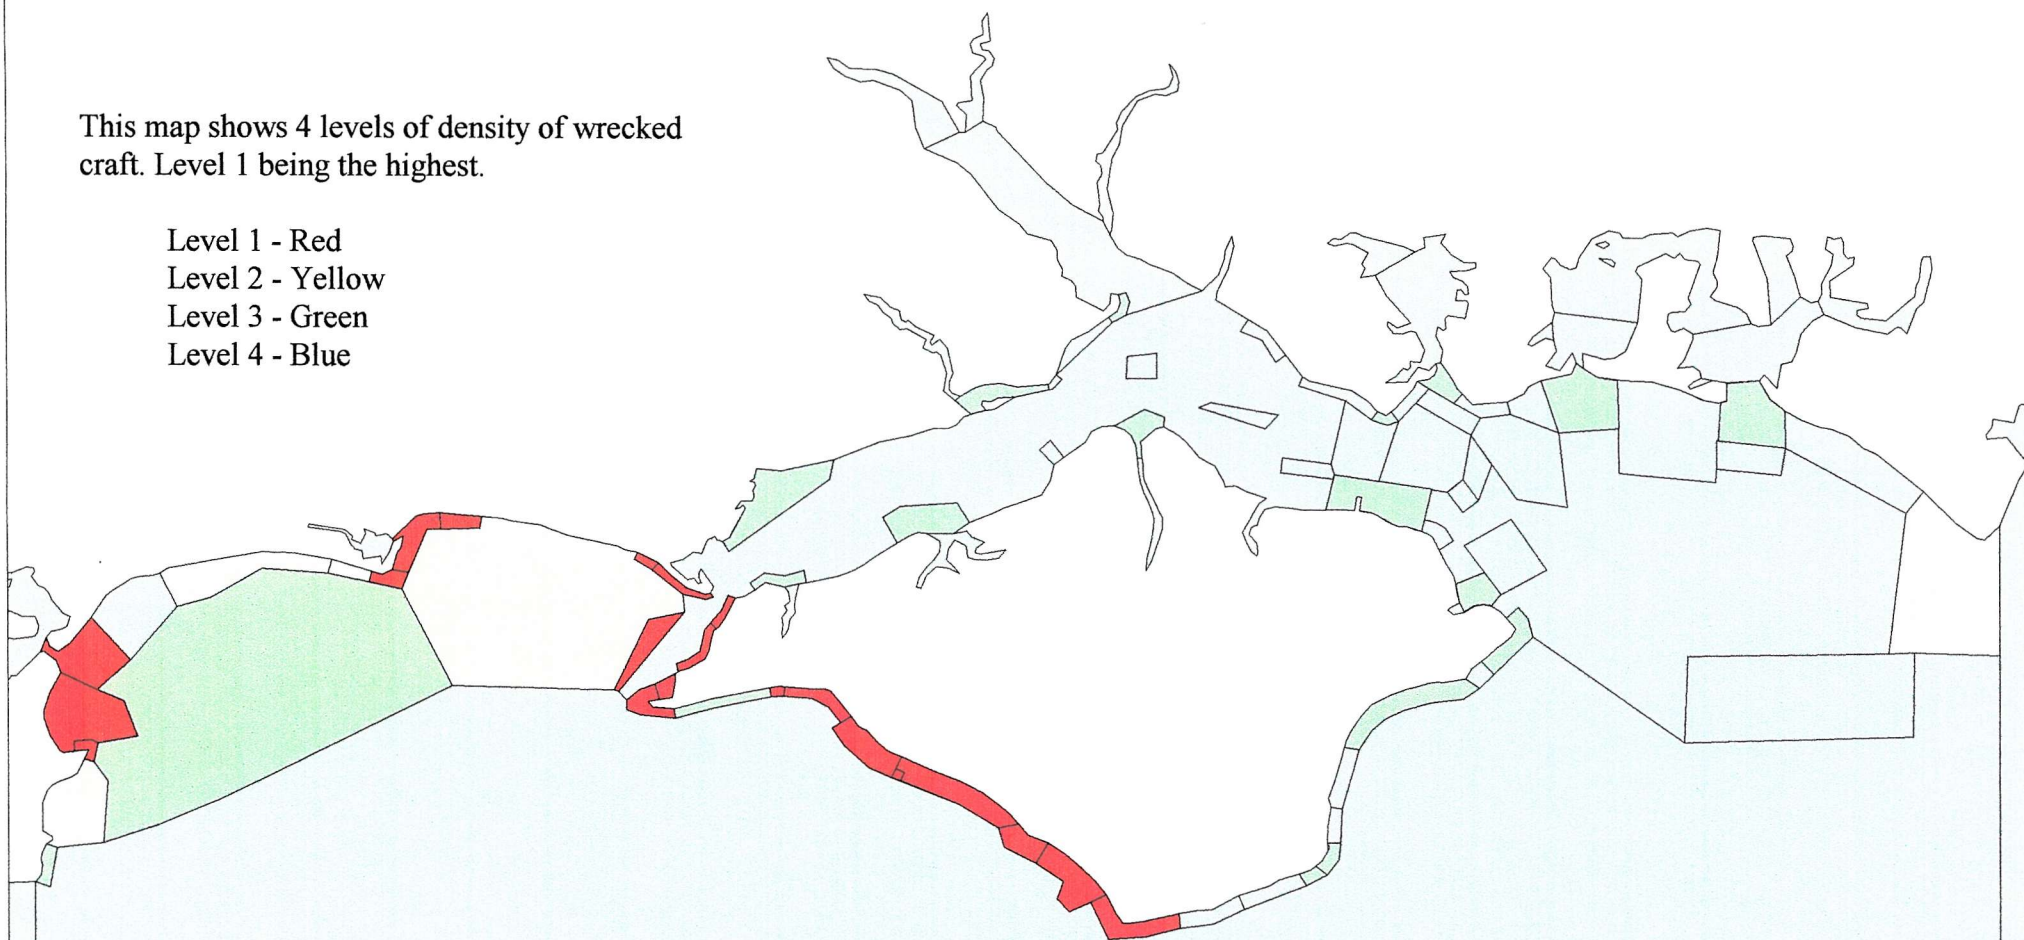 This map shows 4 levels of density of wrecked
craft. Level 1 being the highest.
Level 1 - Red
Level 2 - Yellow
Level 3 - Green
Level 4 - Blue